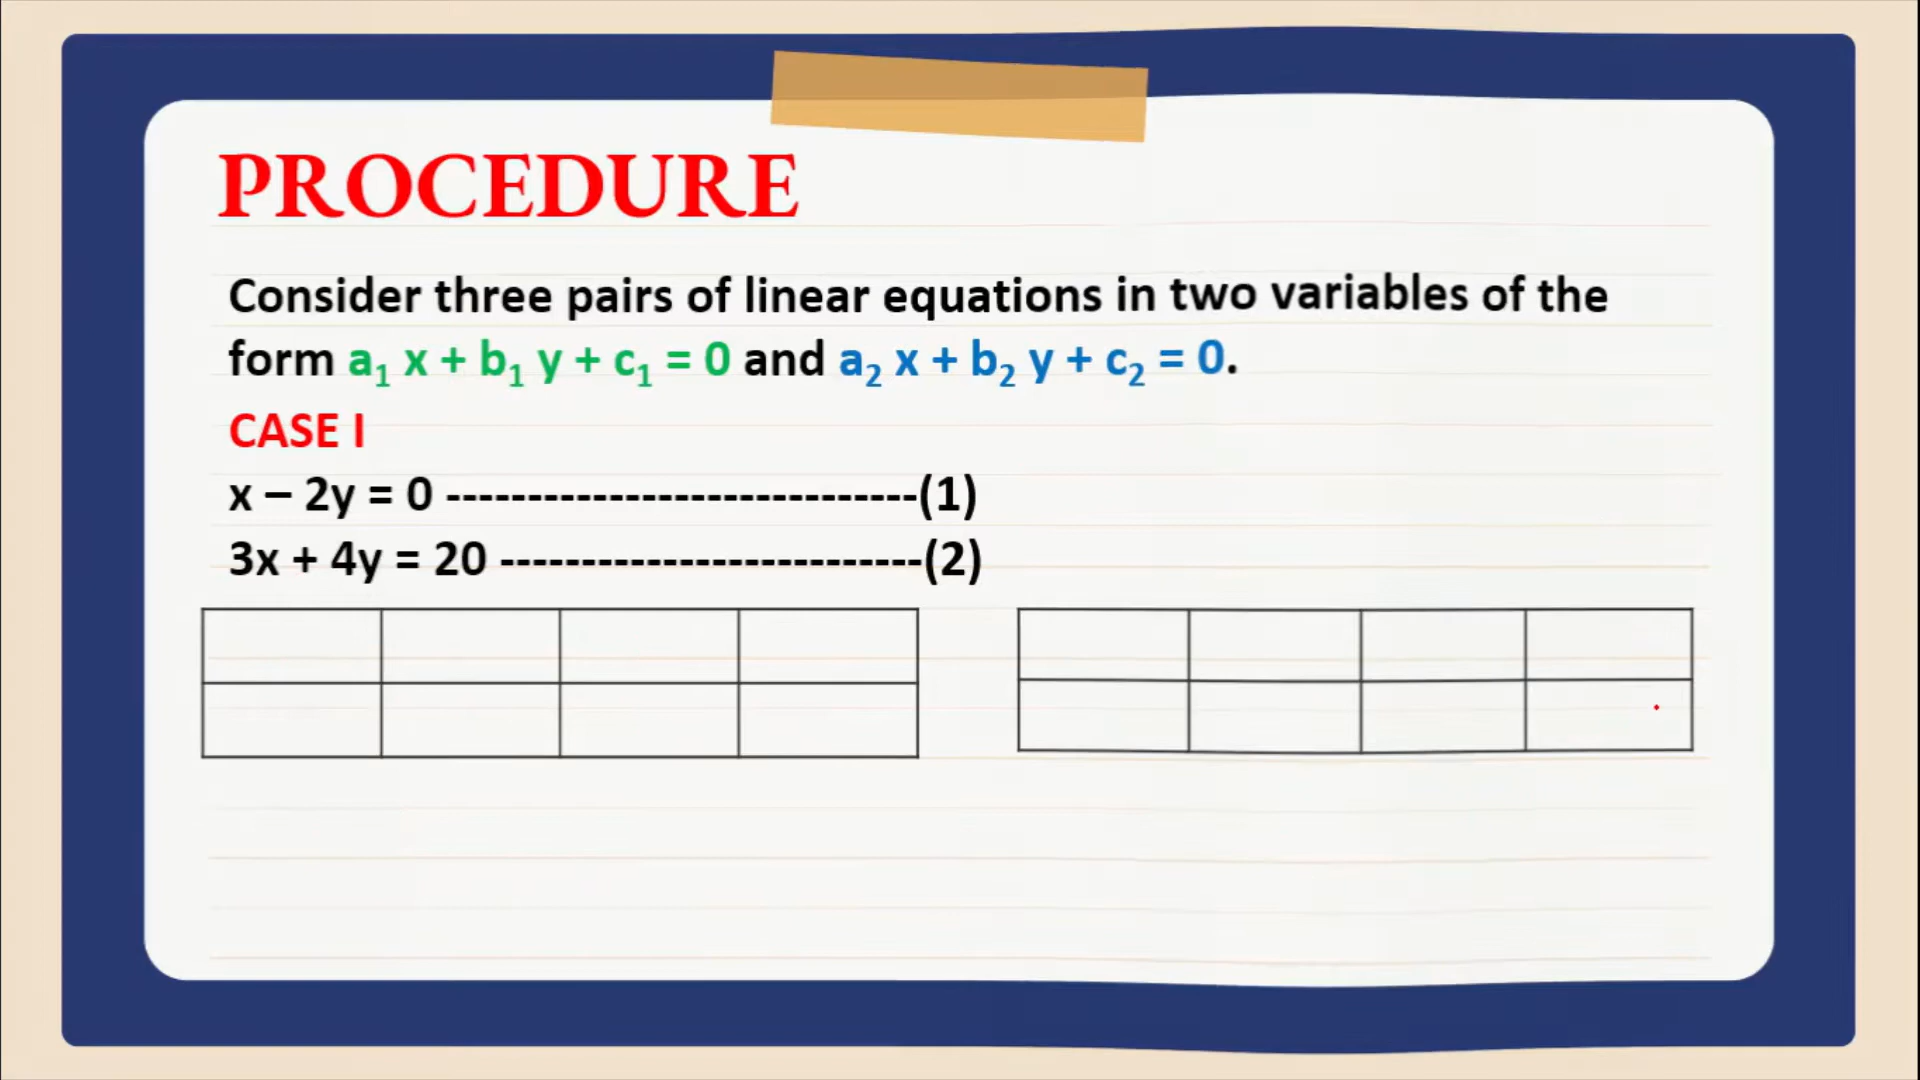 PROCEDURE
Consider three pairs of linear equations in two variables of the
form a₁ x + b₁ y + c₁ = 0 and a₂ x + b₂ y + c₂ = 0.
CASE I
x – 2y = 0 -----------------------------(1)
3x + 4y = 20 --------------------------(2)